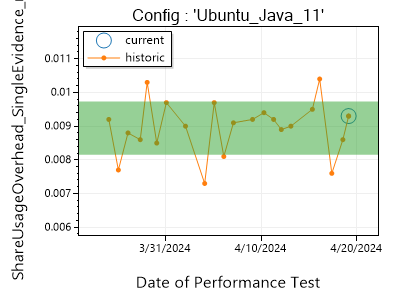 Config : 'Ubuntu_Java_11'
current
historic
0.011
0.01
0.009
0.008
0.007
0.006
3/31/2024
4/10/2024
4/20/2024
Date of Performance Test
ShareUsageOverhead_SingleEvidence_